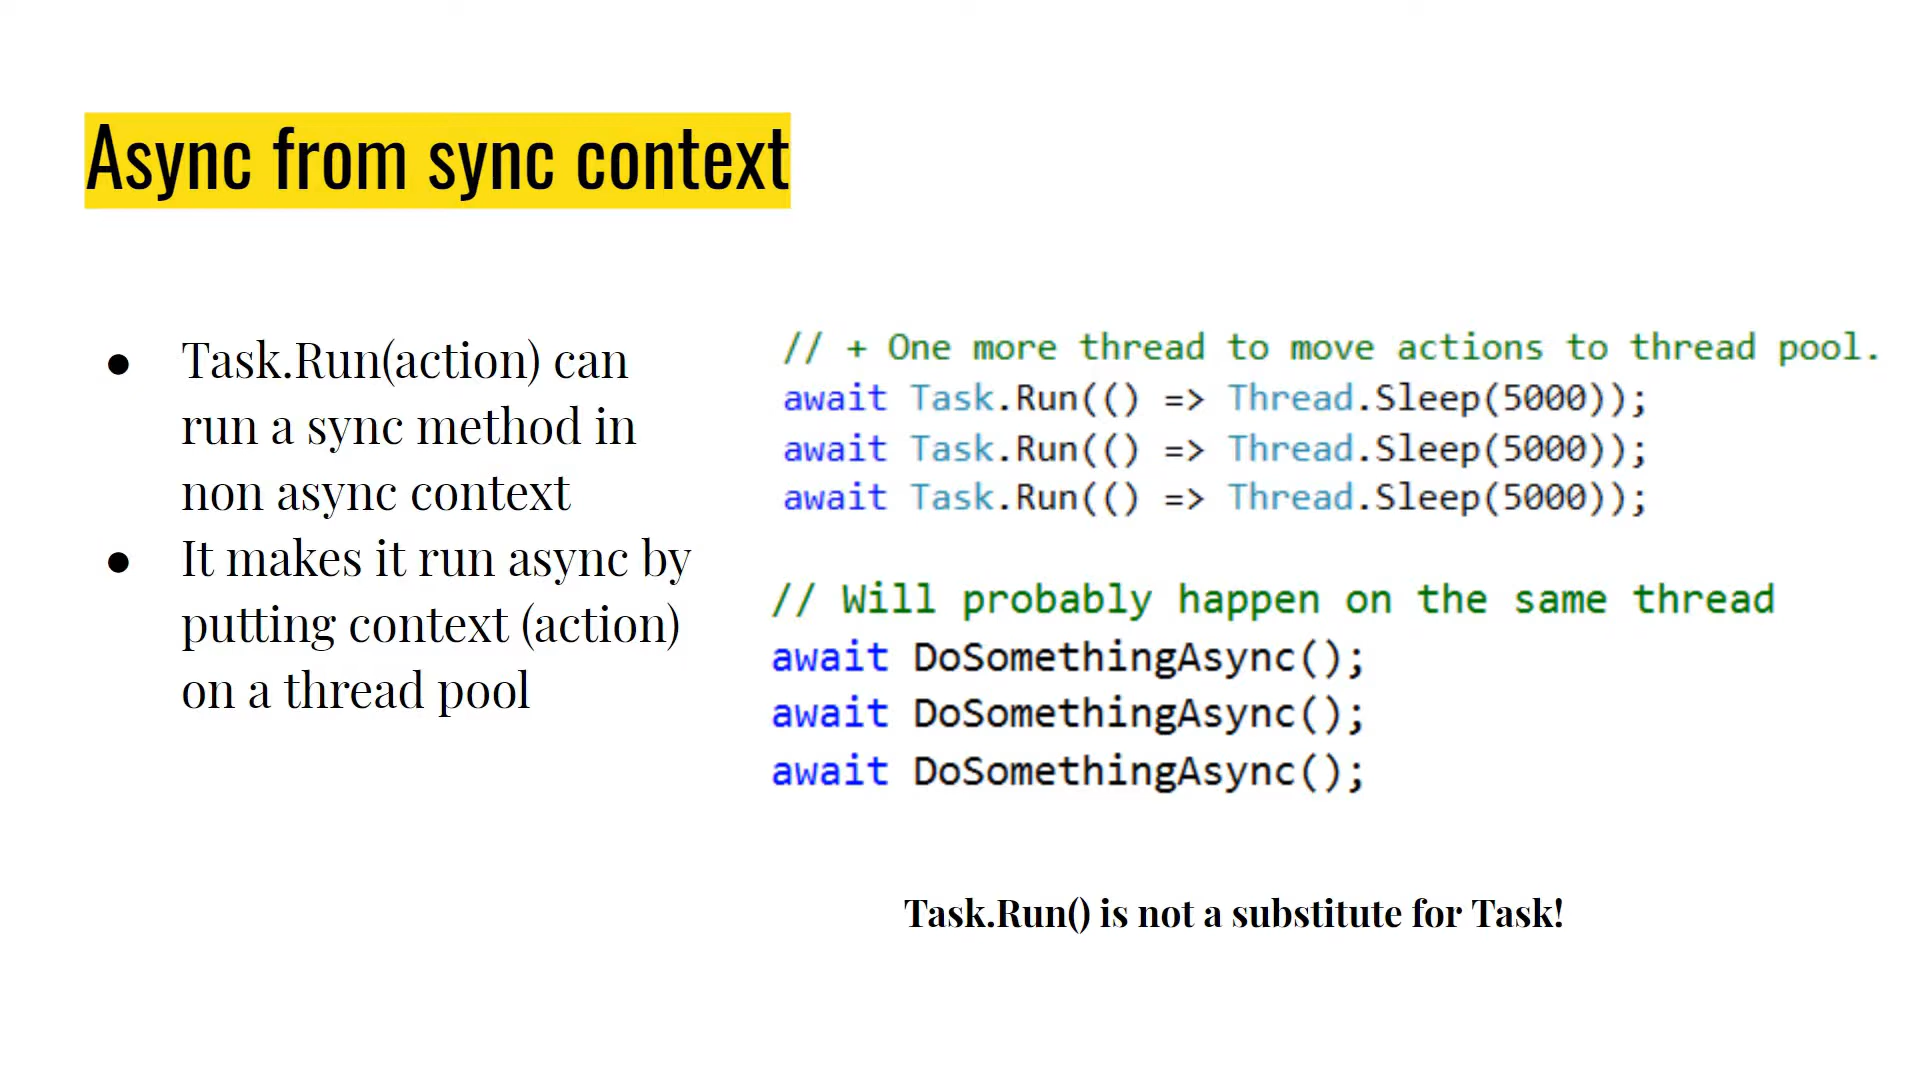 Async from sync context
● Task.Run(action) can
run a sync method in
non async context
● It makes it run async by
putting context (action)
on a thread pool
// + One more thread to move actions to thread pool.
await Task.Run(() => Thread.Sleep(5000));
await Task.Run(() => Thread.Sleep(5000));
await Task.Run(() => Thread.Sleep(5000));
// Will probably happen on the same thread
await DoSomethingAsync();
await DoSomethingAsync();
await DoSomethingAsync();
Task.Run() is not a substitute for Task!